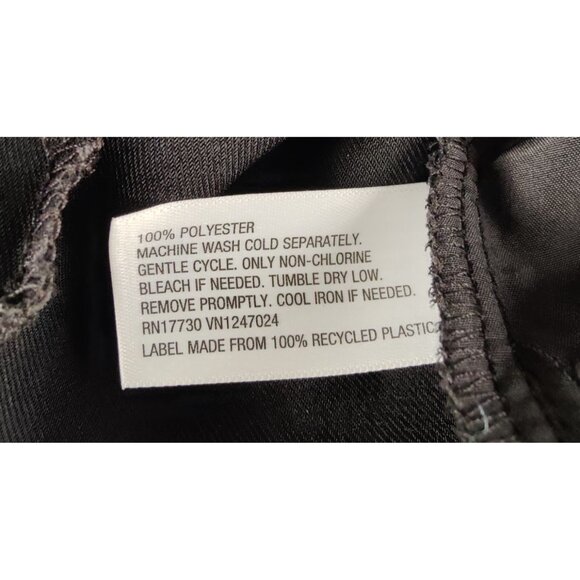 100% POLYESTER
MACHINE WASH COLD SEPARATELY.
GENTLE CYCLE. ONLY NON-CHLORINE
BLEACH IF NEEDED. TUMBLE DRY LOW.
REMOVE PROMPTLY. COOL IRON IF NEEDED.
RN17730 VN1247024
LABEL MADE FROM 100% RECYCLED PLASTIC